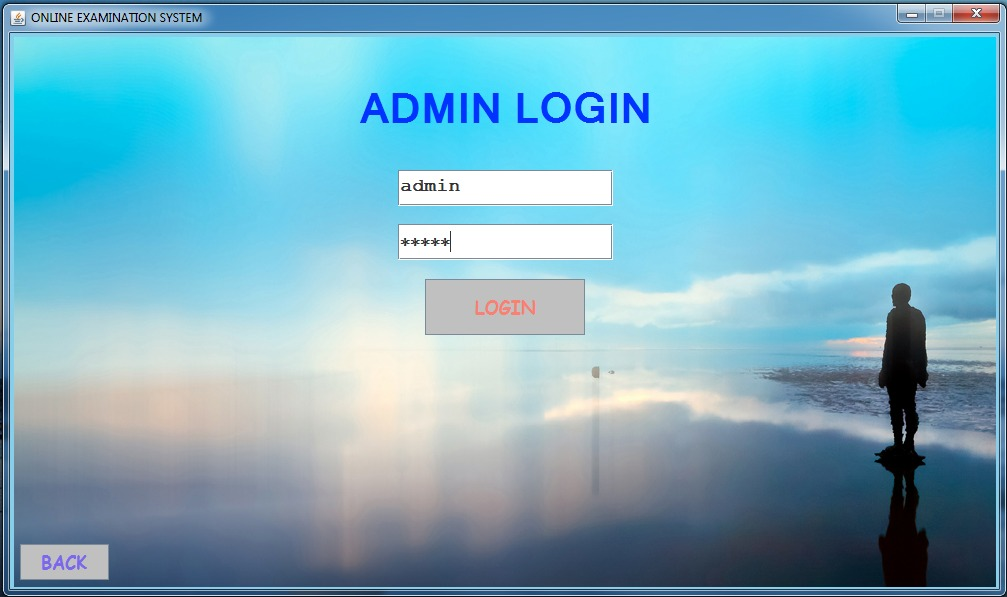 ONLINE EXAMINATION SYSTEM
ADMIN LOGIN
admin
*****
LOGIN
BACK